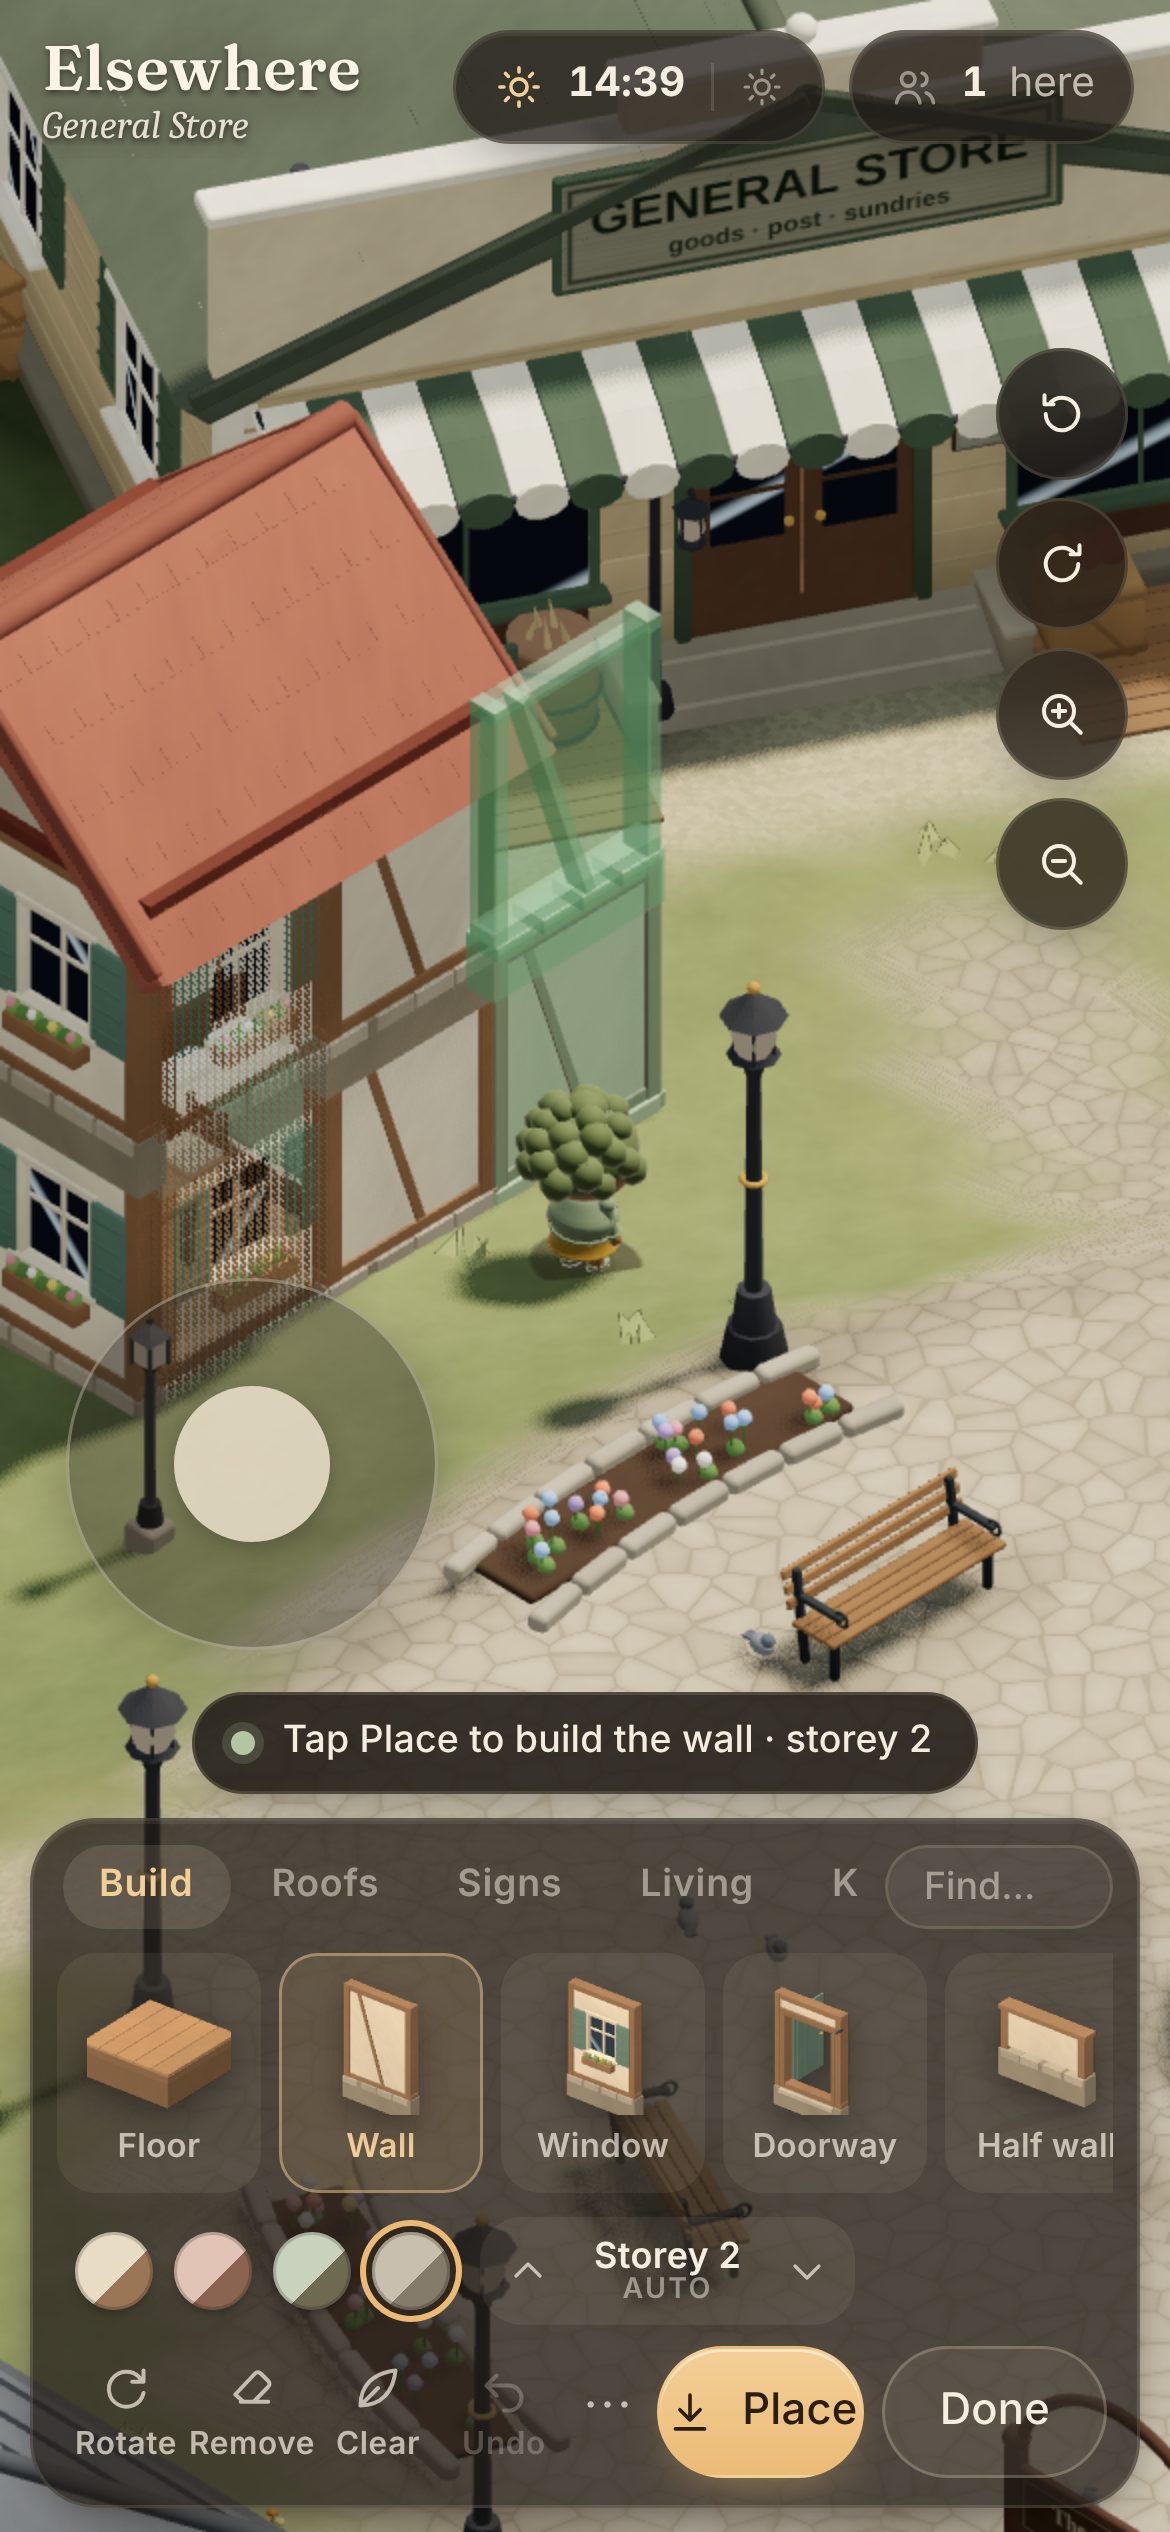 Elsewhere
General Store
14:39
1 here
GENERAL STORE
goods · post · sundries
Tap Place to build the wall · storey 2
Build Roofs Signs Living K Find...
Floor Wall Window Doorway Half wall
Storey 2
AUTO
Rotate Remove Clear Undo ... Place Done